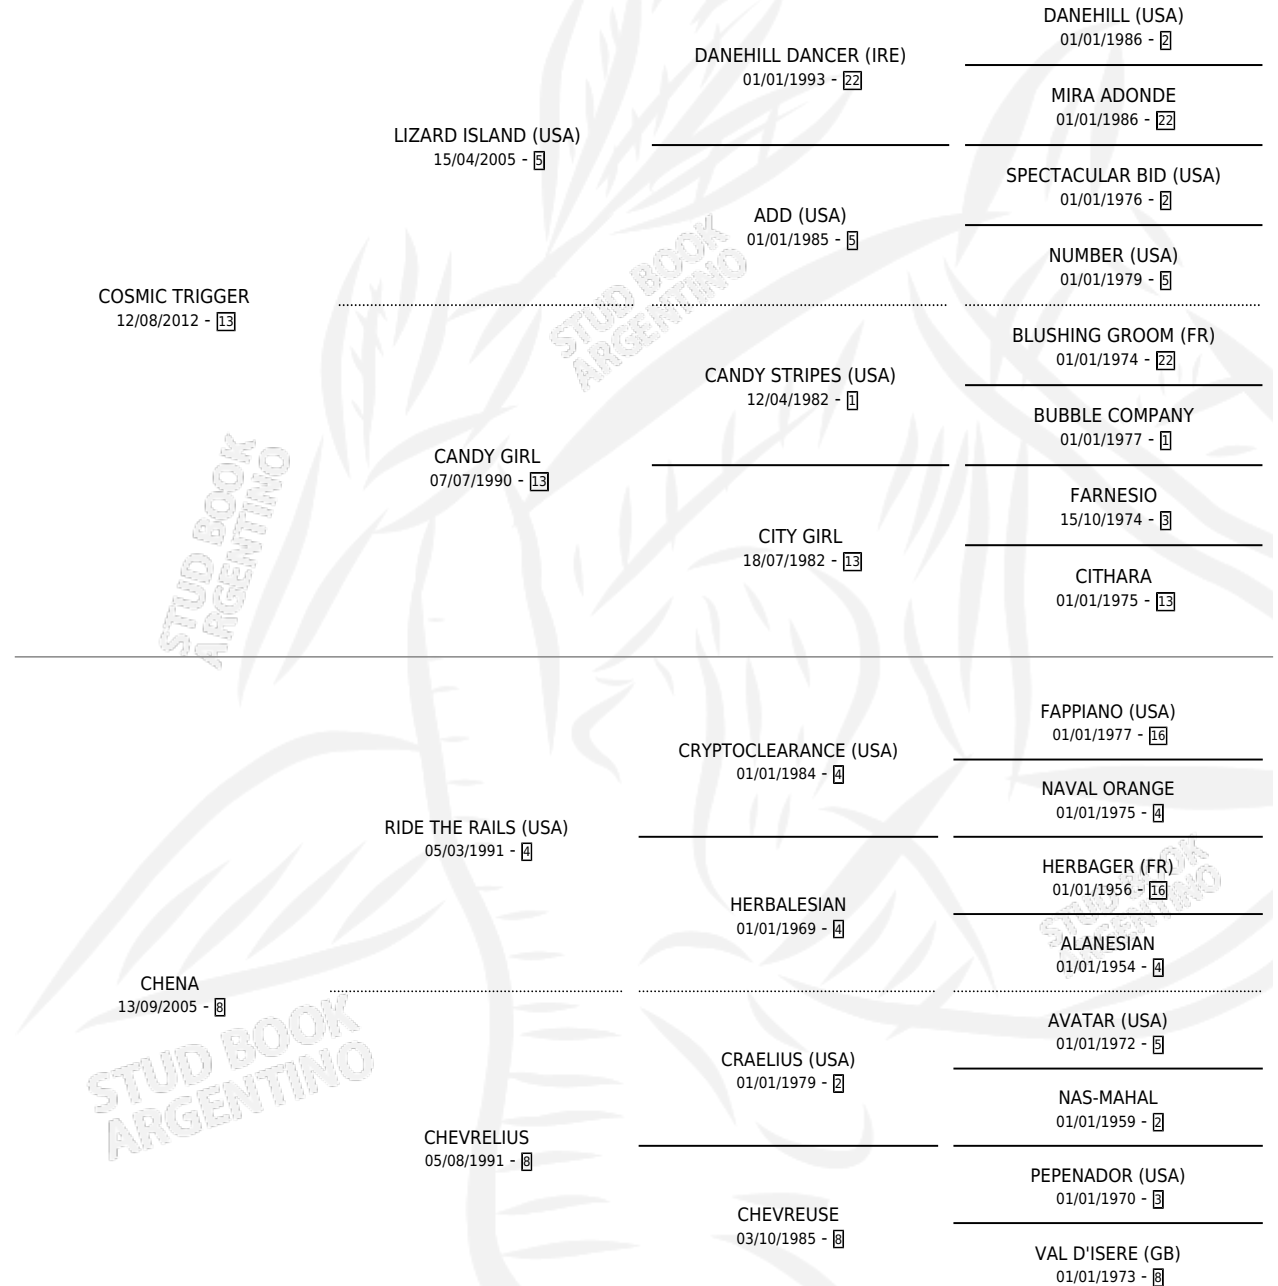 DANEHILL (USA)
01/01/1986 - 2
DANEHILL DANCER (IRE)
01/01/1993 - 22
MIRA ADONDE
01/01/1986 - 22
LIZARD ISLAND (USA)
15/04/2005 - 5
SPECTACULAR BID (USA)
01/01/1976 - 2
ADD (USA)
01/01/1985 - 5
NUMBER (USA)
01/01/1979 - 5
COSMIC TRIGGER
12/08/2012 - 13
BLUSHING GROOM (FR)
01/01/1974 - 22
CANDY STRIPES (USA)
12/04/1982 - 1
BUBBLE COMPANY
01/01/1977 - 1
CANDY GIRL
07/07/1990 - 13
FARNESIO
15/10/1974 - 3
CITY GIRL
18/07/1982 - 13
CITHARA
01/01/1975 - 13
FAPPIANO (USA)
01/01/1977 - 16
CRYPTOCLEARANCE (USA)
01/01/1984 - 4
NAVAL ORANGE
01/01/1975 - 4
RIDE THE RAILS (USA)
05/03/1991 - 4
HERBAGER (FR)
01/01/1956 - 16
HERBALESIAN
01/01/1969 - 4
ALANESIAN
01/01/1954 - 4
CHENA
13/09/2005 - 8
AVATAR (USA)
01/01/1972 - 5
CRAELIUS (USA)
01/01/1979 - 2
NAS-MAHAL
01/01/1959 - 2
CHEVRELIUS
05/08/1991 - 8
PEPENADOR (USA)
01/01/1970 - 3
CHEVREUSE
03/10/1985 - 8
VAL D'ISERE (GB)
01/01/1973 - 8
STUD BOOK
ARGENTINO
STUD BOOK
ARGENTINO
STUD BOOK
ARGENTINO
STUD BOOK
ARGENTINO